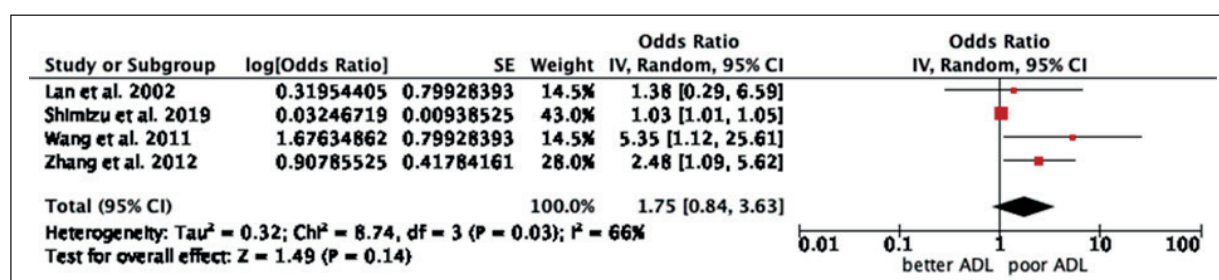 Odds Ratio Odds Ratio
Study or Subgroup log[Odds Ratio] SE Weight IV, Random, 95% CI IV, Random, 95% CI
Lan et al. 2002 0.31954405 0.79928393 14.5% 1.38 [0.29, 6.59]
Shimizu et al. 2019 0.03246719 0.00938525 43.0% 1.03 [1.01, 1.05]
Wang et al. 2011 1.67634862 0.79928393 14.5% 5.35 [1.12, 25.61]
Zhang et al. 2012 0.90785525 0.41784161 28.0% 2.48 [1.09, 5.62]
Total (95% CI) 100.0% 1.75 [0.84, 3.63]
Heterogeneity: Tau² = 0.32; Chi² = 8.74, df = 3 (P = 0.03); I² = 66%
Test for overall effect: Z = 1.49 (P = 0.14)
0.01 0.1 1 10 100
better ADL poor ADL